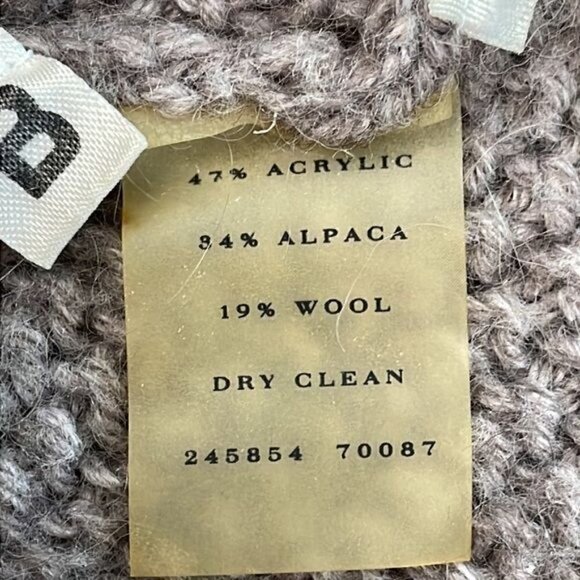 B
47% ACRYLIC
34% ALPACA
19% WOOL
DRY CLEAN
245854 70087